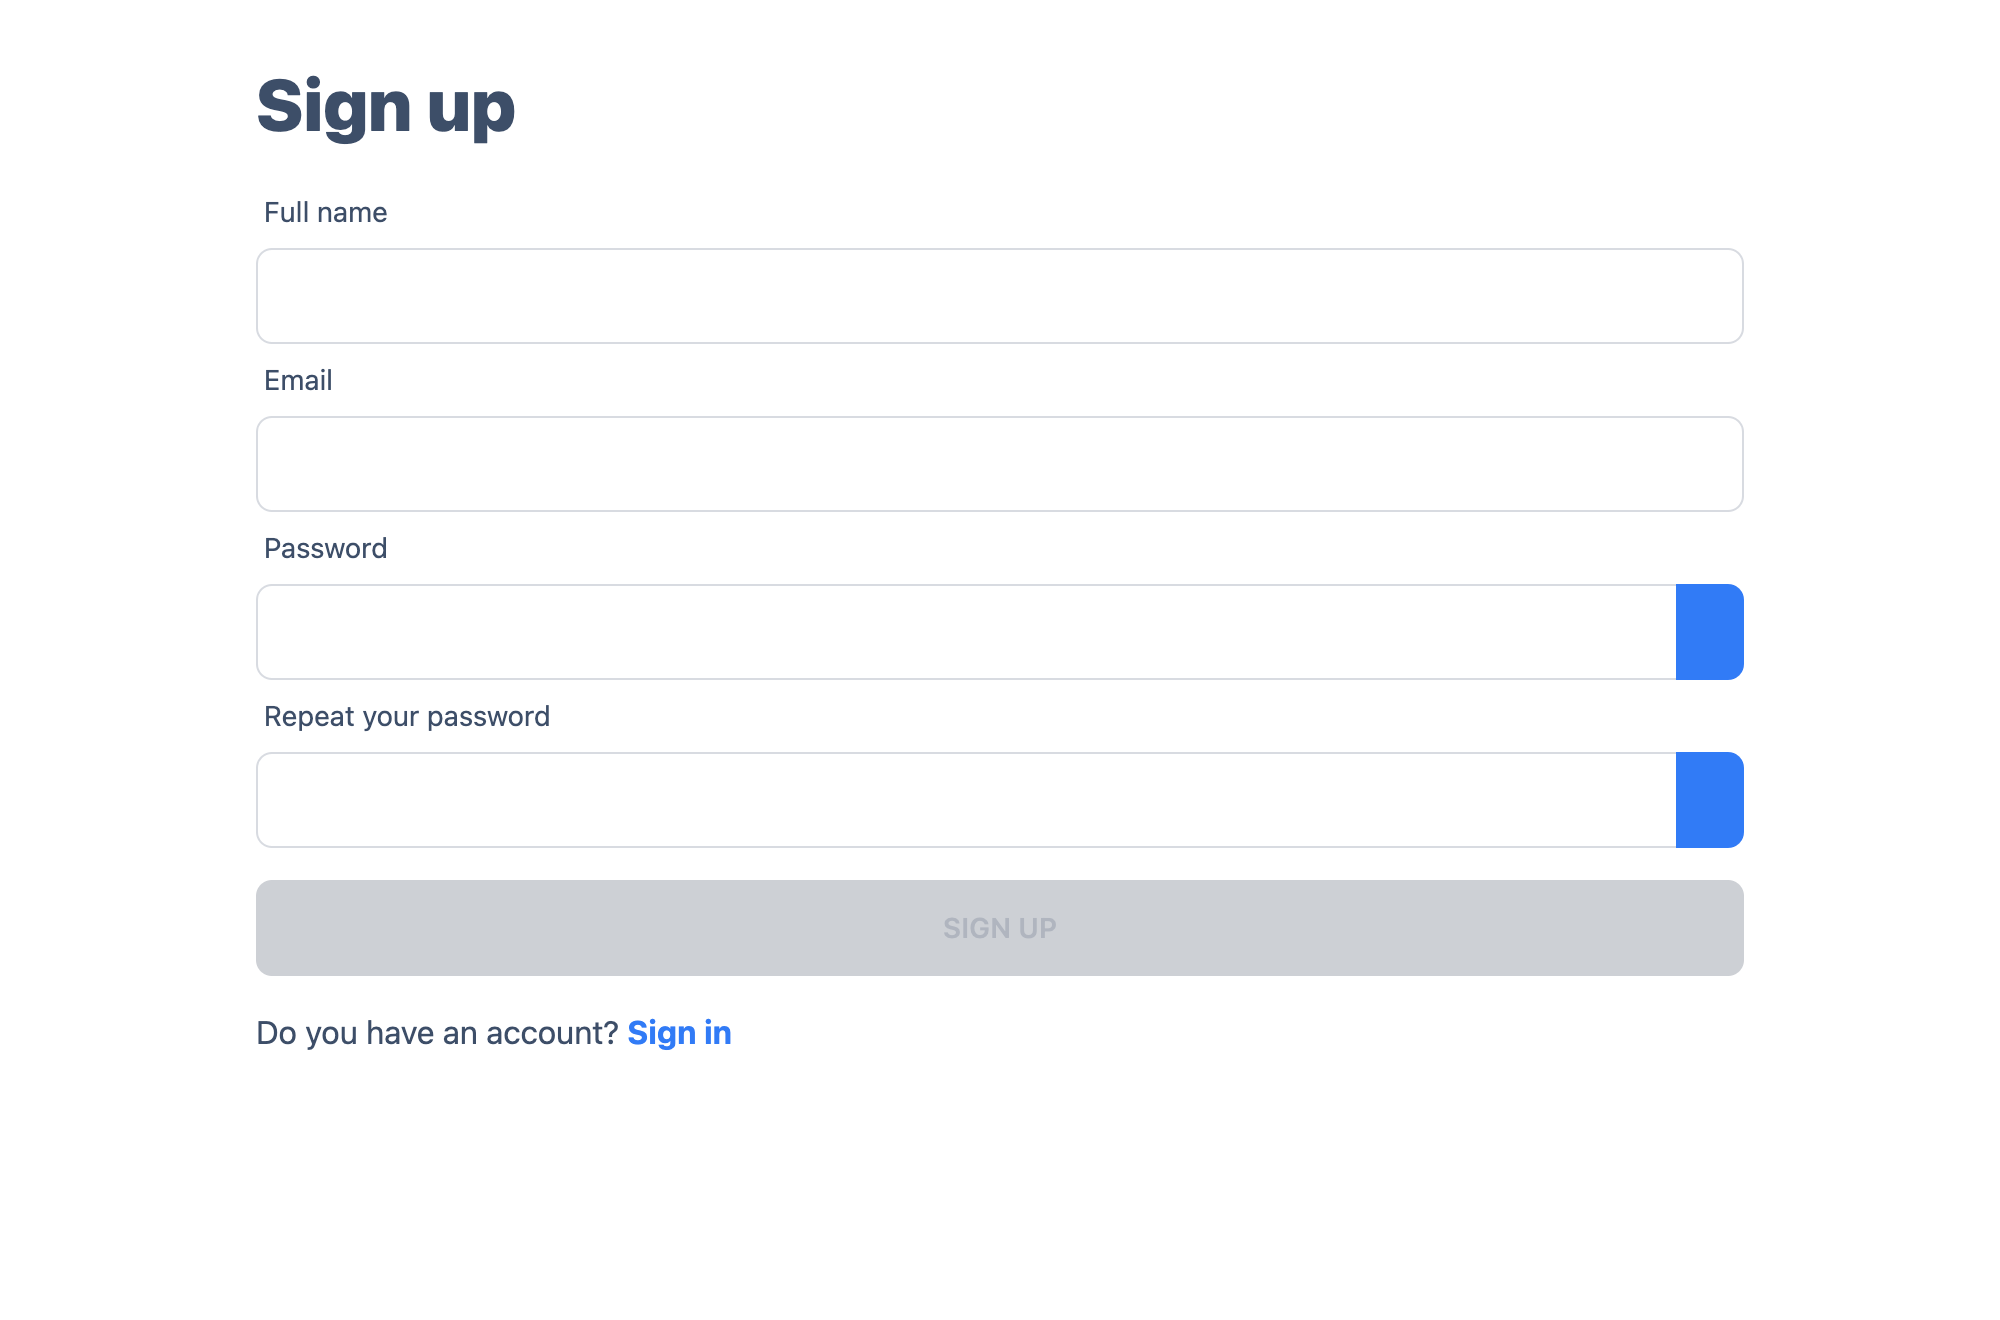 Sign up
Full name
Email
Password
Repeat your password
SIGN UP
Do you have an account? Sign in